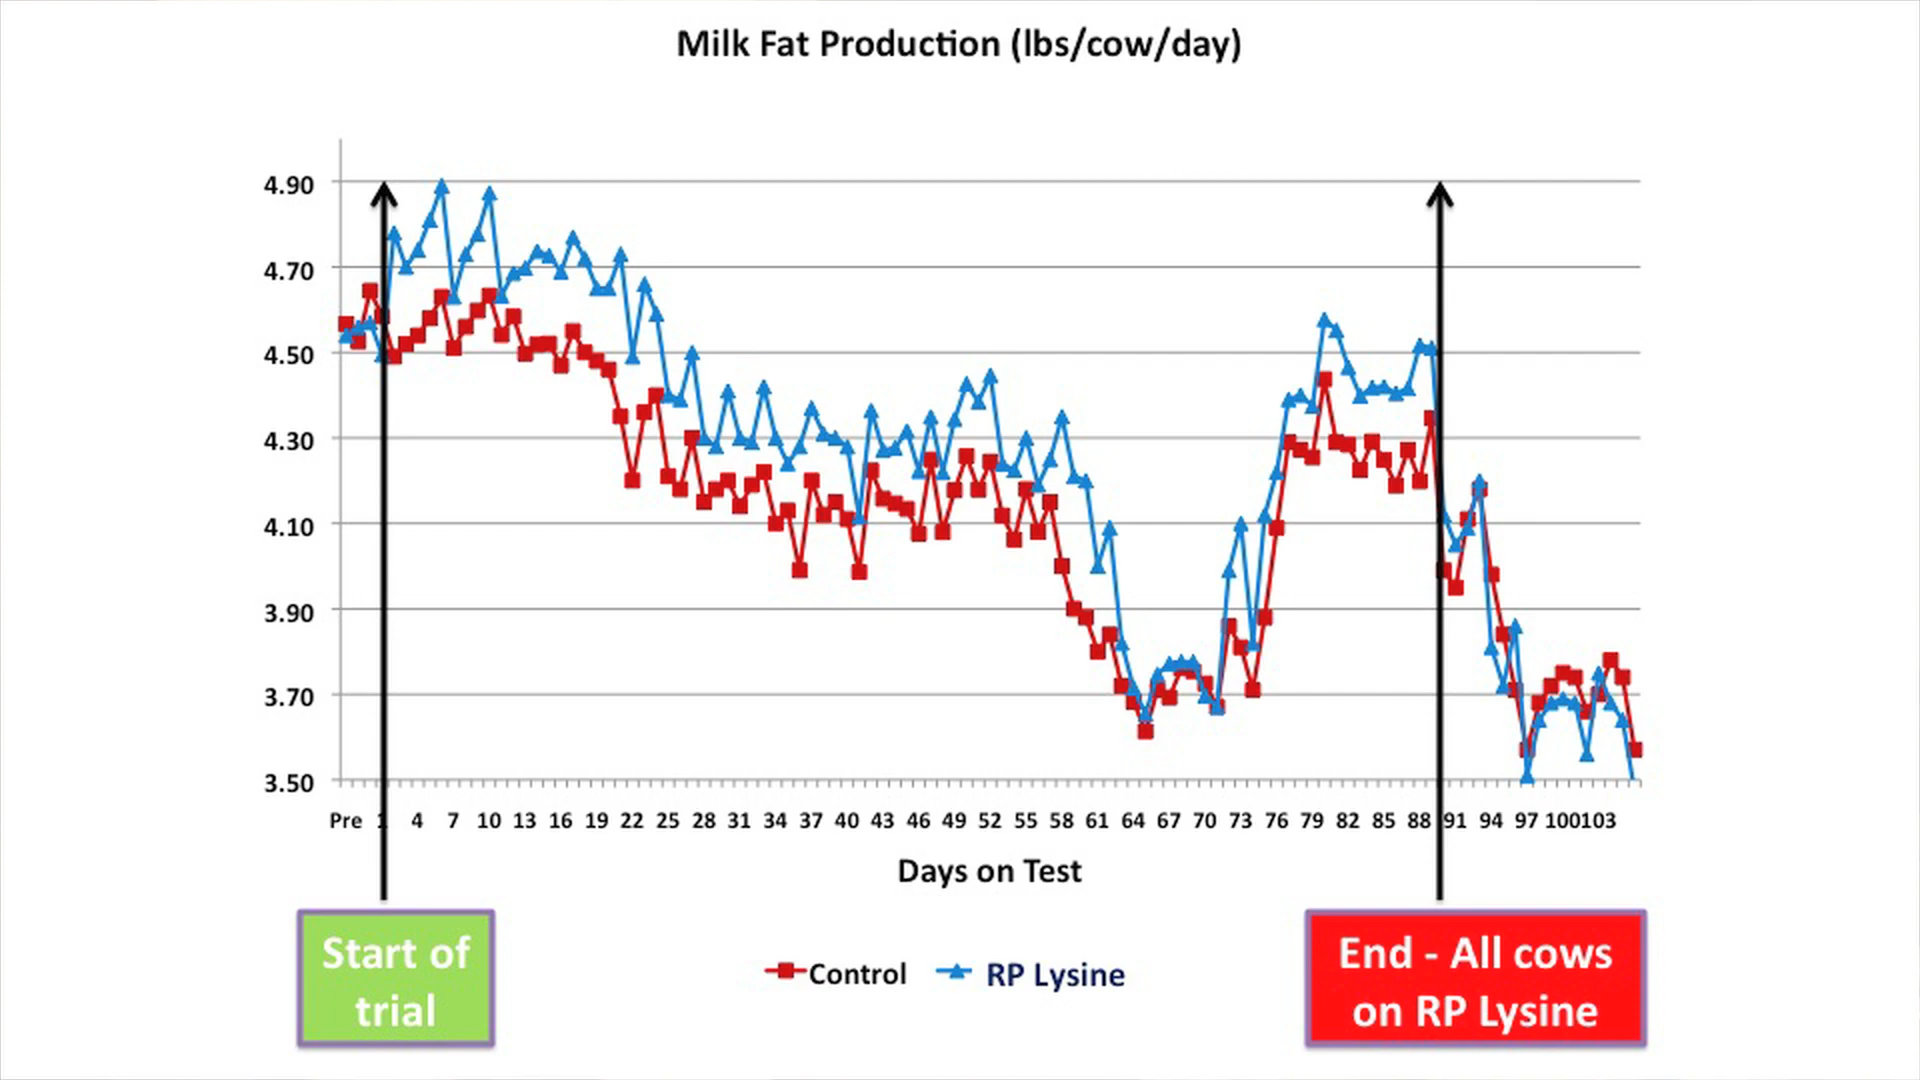 Milk Fat Production (lbs/cow/day)
4.90
4.70
4.50
4.30
4.10
3.90
3.70
3.50
Pre 1 4 7 10 13 16 19 22 25 28 31 34 37 40 43 46 49 52 55 58 61 64 67 70 73 76 79 82 85 88 91 94 97 100 103
Days on Test
Start of
trial
Control RP Lysine
End - All cows
on RP Lysine